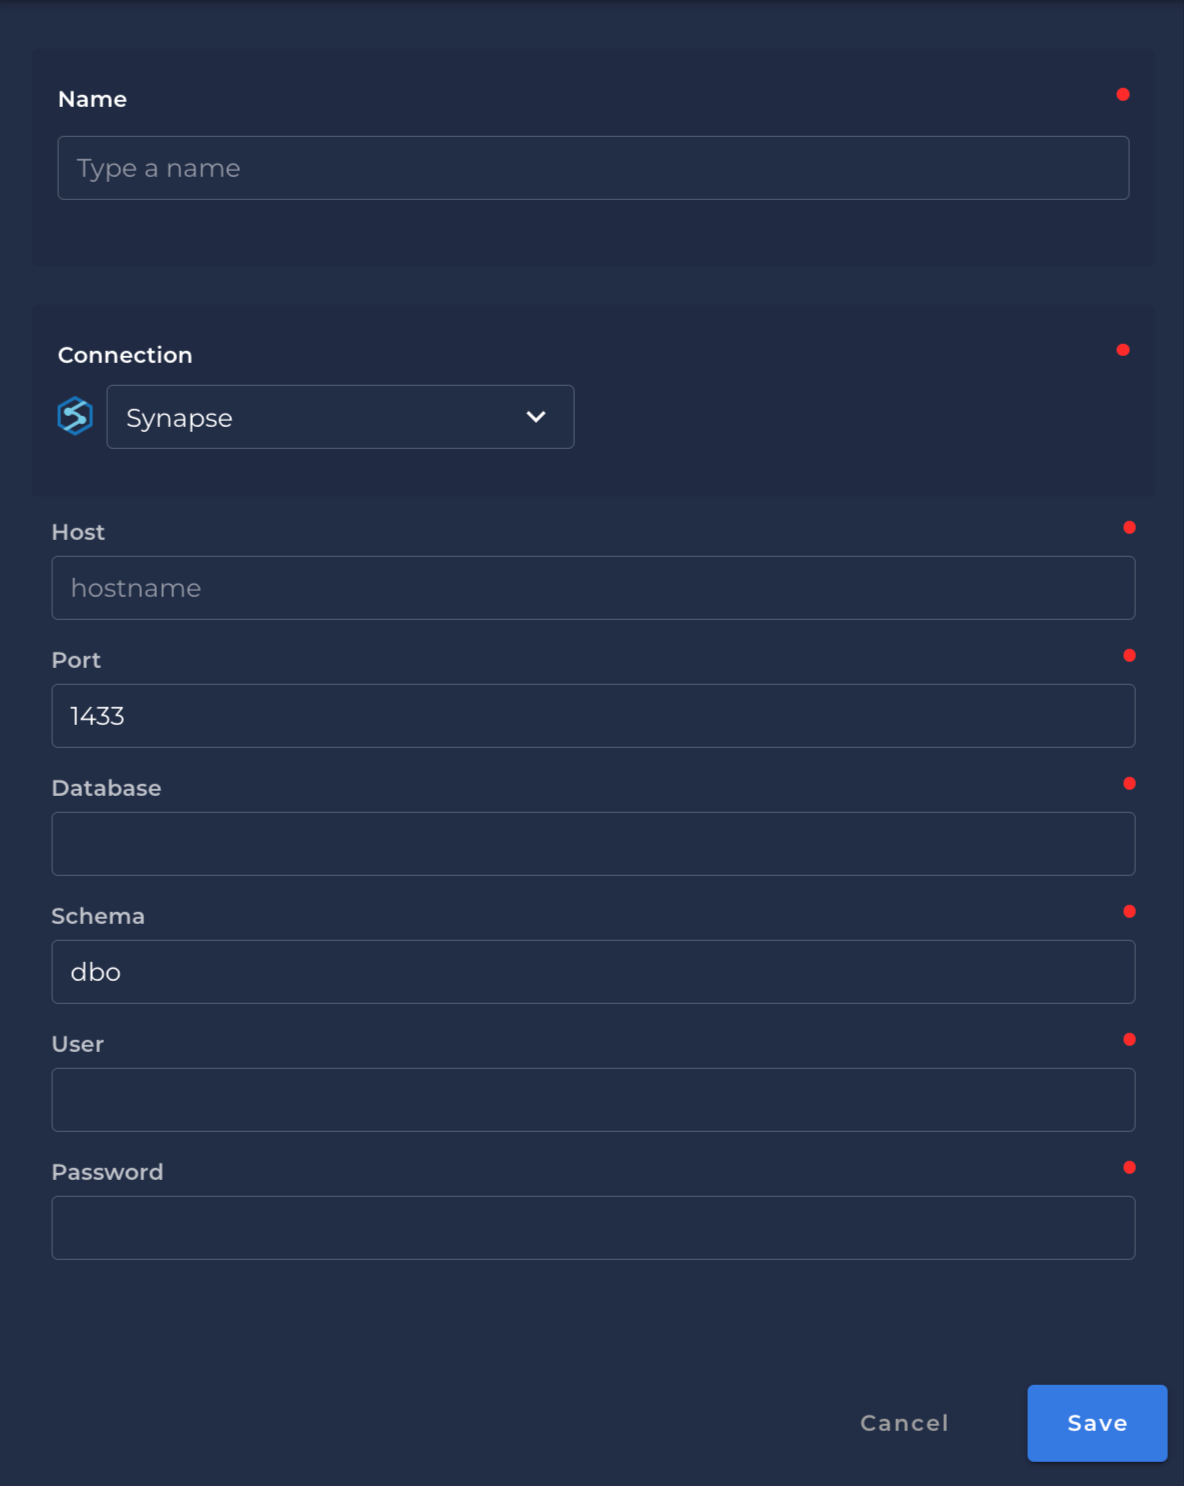 Name
Type a name
Connection
Synapse
Host
hostname
Port
1433
Database
Schema
dbo
User
Password
Cancel
Save